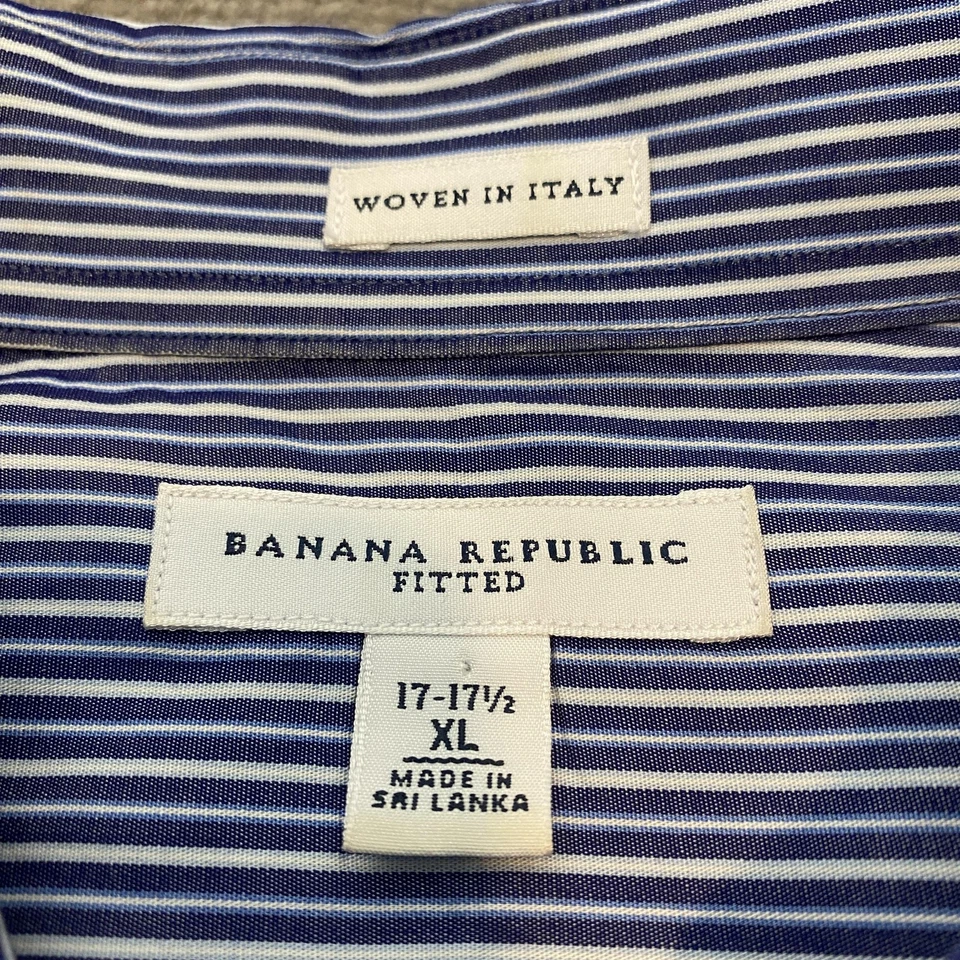 WOVEN IN ITALY
BANANA REPUBLIC
FITTED
17-17½
XL
MADE IN
SRI LANKA